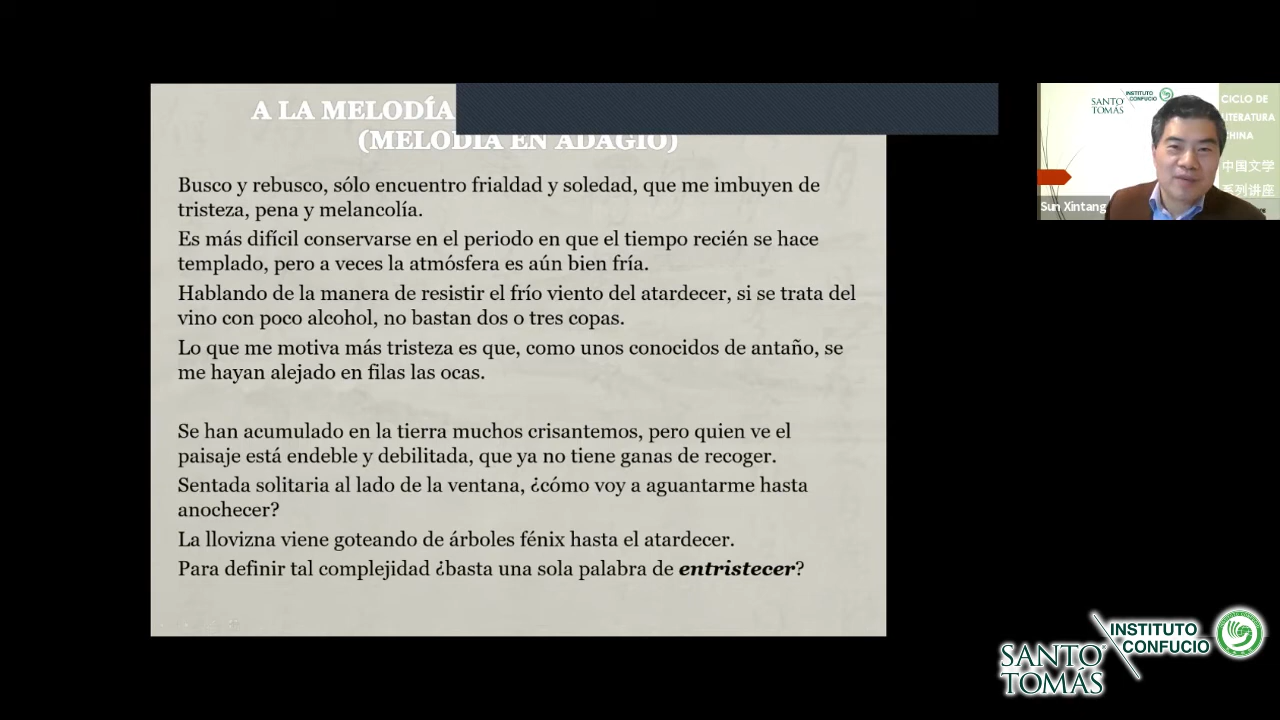 A LA MELODÍA
(MELODÍA EN ADAGIO)
Busco y rebusco, sólo encuentro frialdad y soledad, que me imbuyen de
tristeza, pena y melancolía.
Es más difícil conservarse en el periodo en que el tiempo recién se hace
templado, pero a veces la atmósfera es aún bien fría.
Hablando de la manera de resistir el frío viento del atardecer, si se trata del
vino con poco alcohol, no bastan dos o tres copas.
Lo que me motiva más tristeza es que, como unos conocidos de antaño, se
me hayan alejado en filas las ocas.
Se han acumulado en la tierra muchos crisantemos, pero quien ve el
paisaje está endeble y debilitada, que ya no tiene ganas de recoger.
Sentada solitaria al lado de la ventana, ¿cómo voy a aguantarme hasta
anochecer?
La llovizna viene goteando de árboles fénix hasta el atardecer.
Para definir tal complejidad ¿basta una sola palabra de entristecer?
SANTO TOMÁS
INSTITUTO CONFUCIO
CICLO DE
LITERATURA
CHINA
中国文学
系列讲座
Sun Xintang
SANTO
TOMÁS
INSTITUTO
CONFUCIO